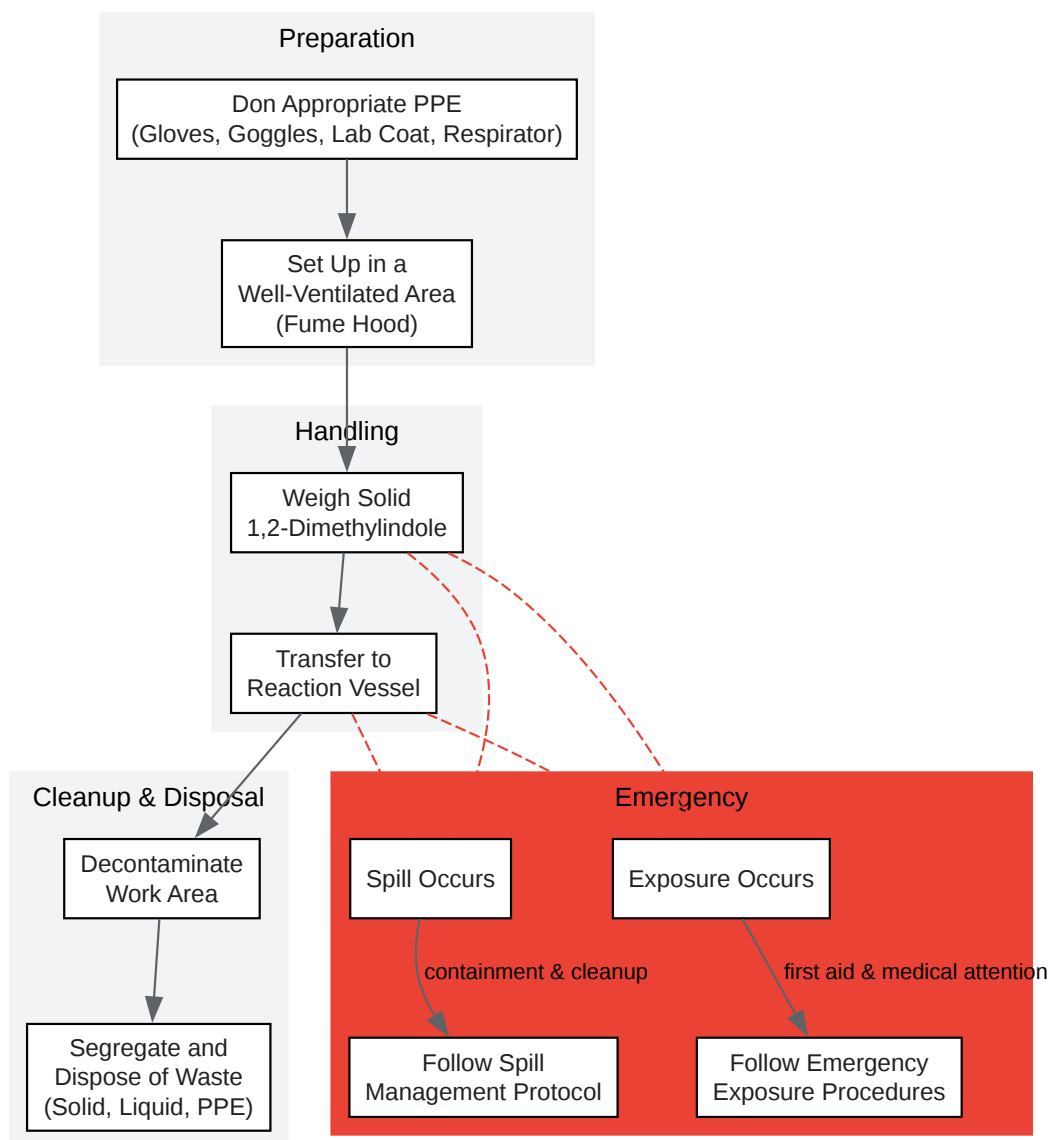 Preparation
Don Appropriate PPE
(Gloves, Goggles, Lab Coat, Respirator)
Set Up in a
Well-Ventilated Area
(Fume Hood)
Handling
Weigh Solid
1,2-Dimethylindole
Transfer to
Reaction Vessel
Cleanup & Disposal
Decontaminate
Work Area
Segregate and
Dispose of Waste
(Solid, Liquid, PPE)
Emergency
Spill Occurs
Exposure Occurs
containment & cleanup
first aid & medical attention
Follow Spill
Management Protocol
Follow Emergency
Exposure Procedures